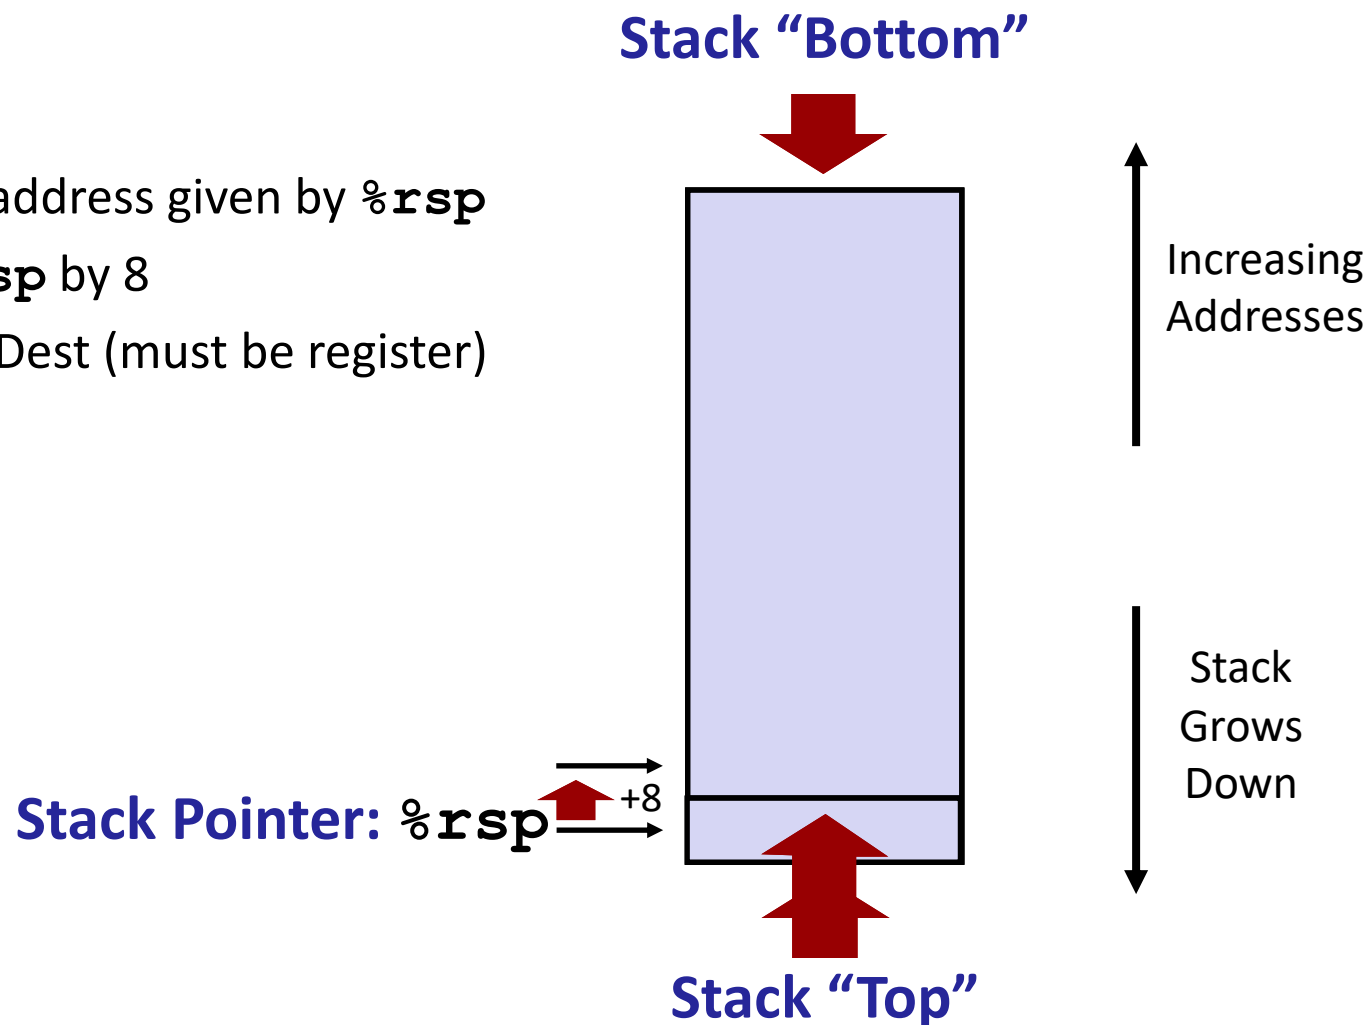 Stack “Bottom”
address given by %rsp
sp by 8
Dest (must be register)
Increasing
Addresses
Stack
Grows
Down
+8
Stack Pointer: %rsp
Stack “Top”